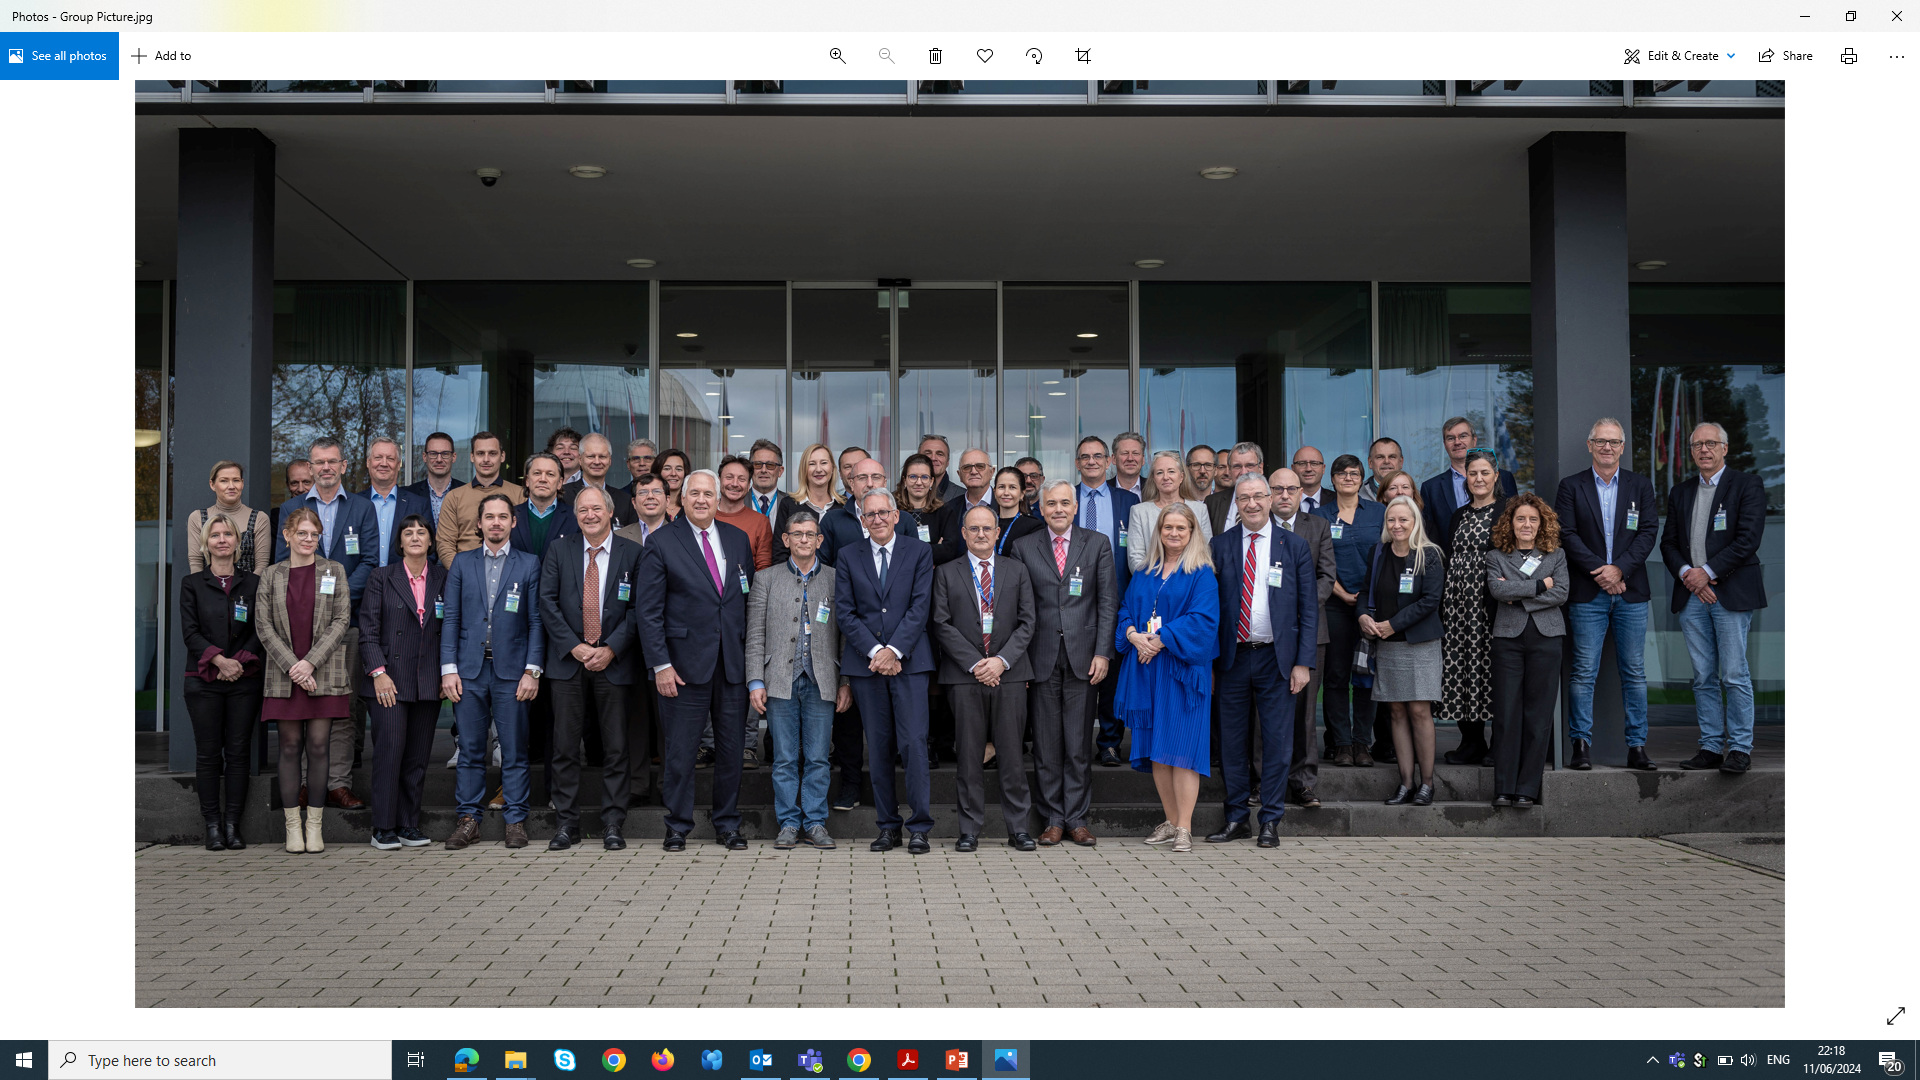 Photos - Group Picture.jpg
See all photos
Add to
Edit & Create
Share
Type here to search
ENG
22:18
11/06/2024
20